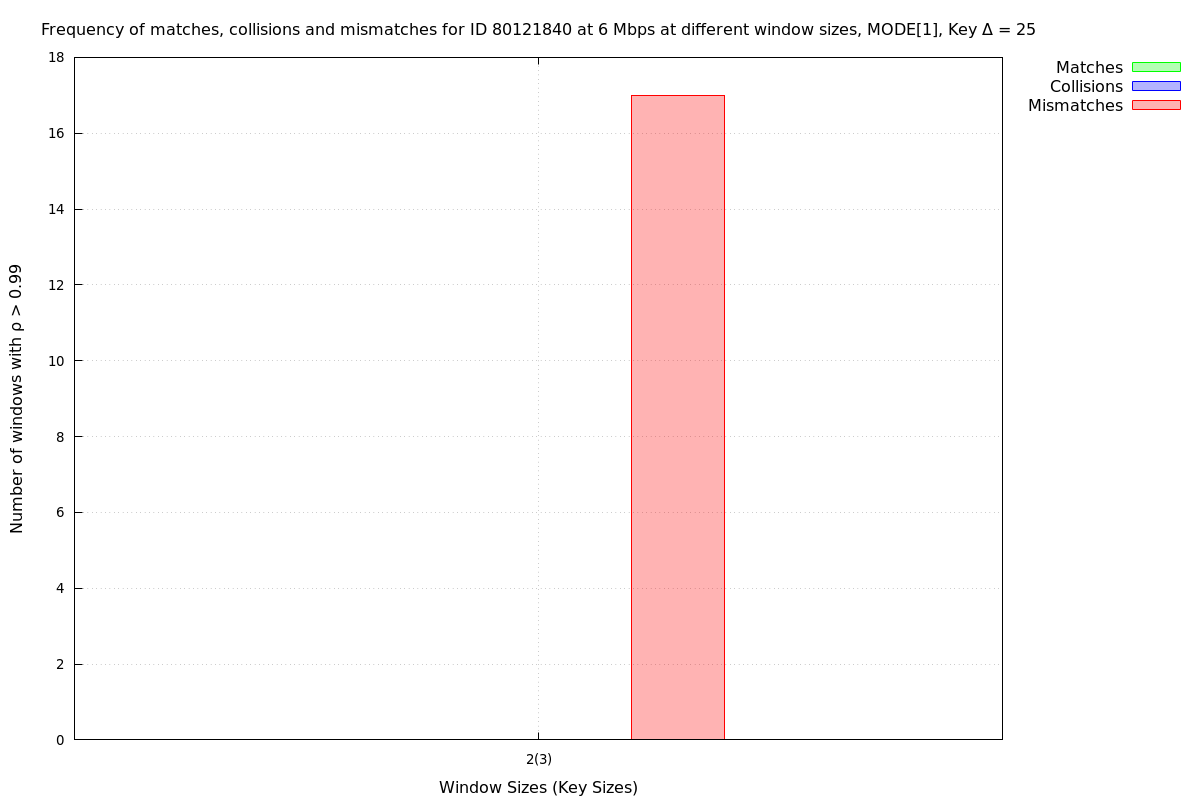 Frequency of matches, collisions and mismatches for ID 80121840 at 6 Mbps at different window sizes, MODE[1], Key Δ = 25
Matches
Collisions
Mismatches
Number of windows with ρ > 0.99
18
16
14
12
10
8
6
4
2
0
2(3)
Window Sizes (Key Sizes)